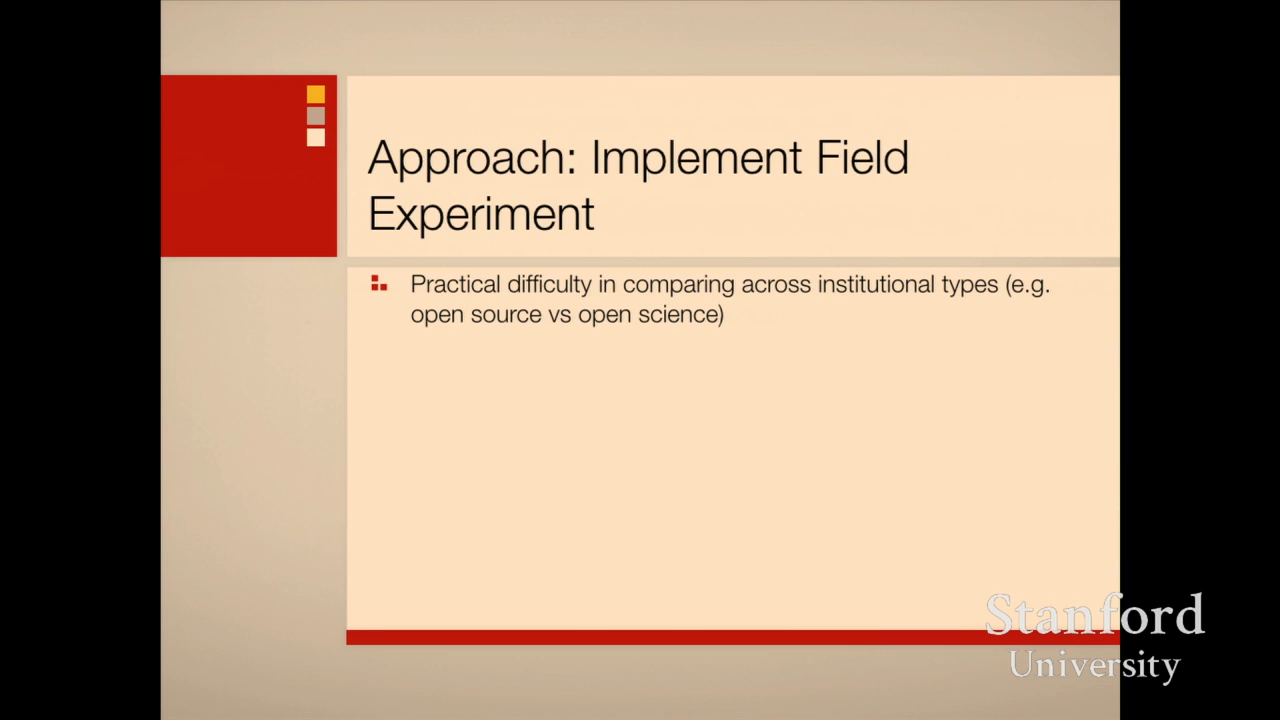 Approach: Implement Field
Experiment
Practical difficulty in comparing across institutional types (e.g.
open source vs open science)
Stanford
University